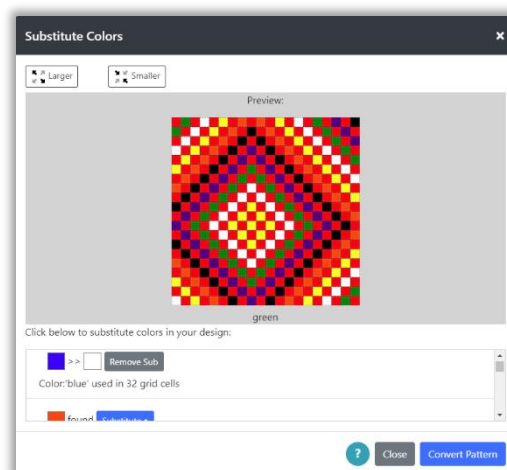 Substitute Colors ×
Larger Smaller
Preview:
green
Click below to substitute colors in your design:
>> Remove Sub
Color:'blue' used in 32 grid cells
found Substitute
? Close Convert Pattern